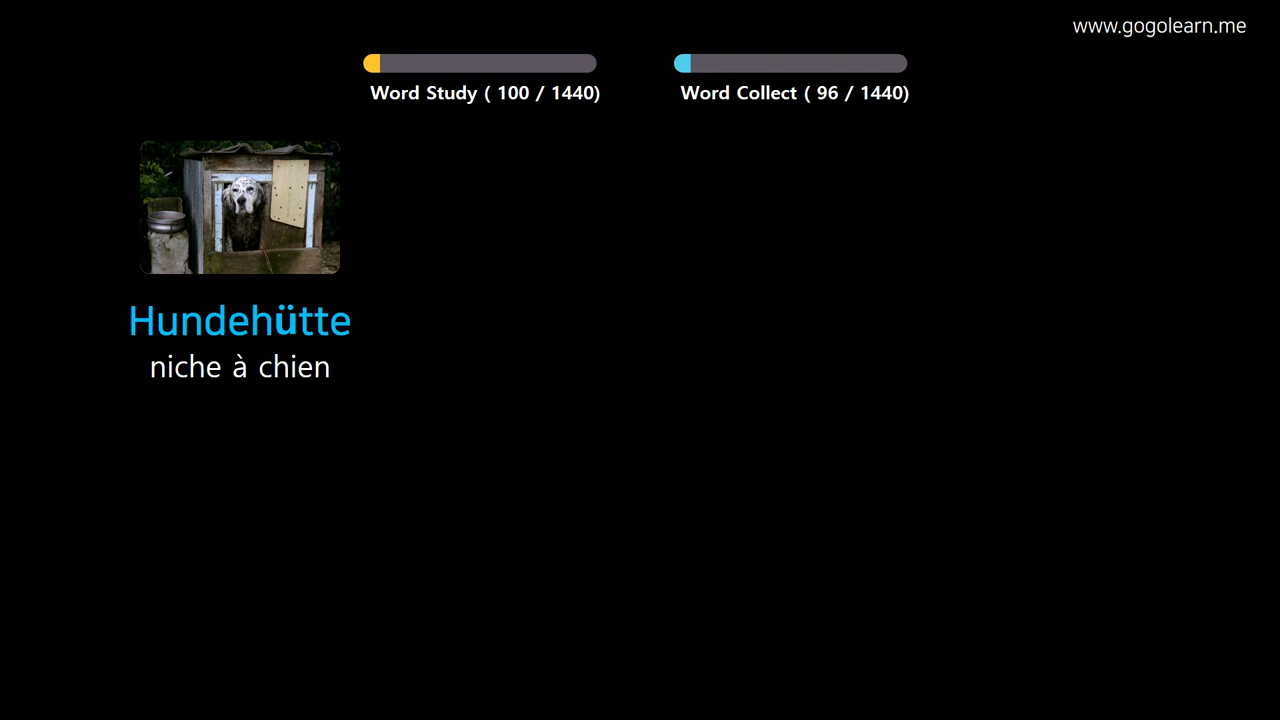 www.gogolearn.me
Word Study ( 100 / 1440)
Word Collect ( 96 / 1440)
Hundehütte
niche à chien